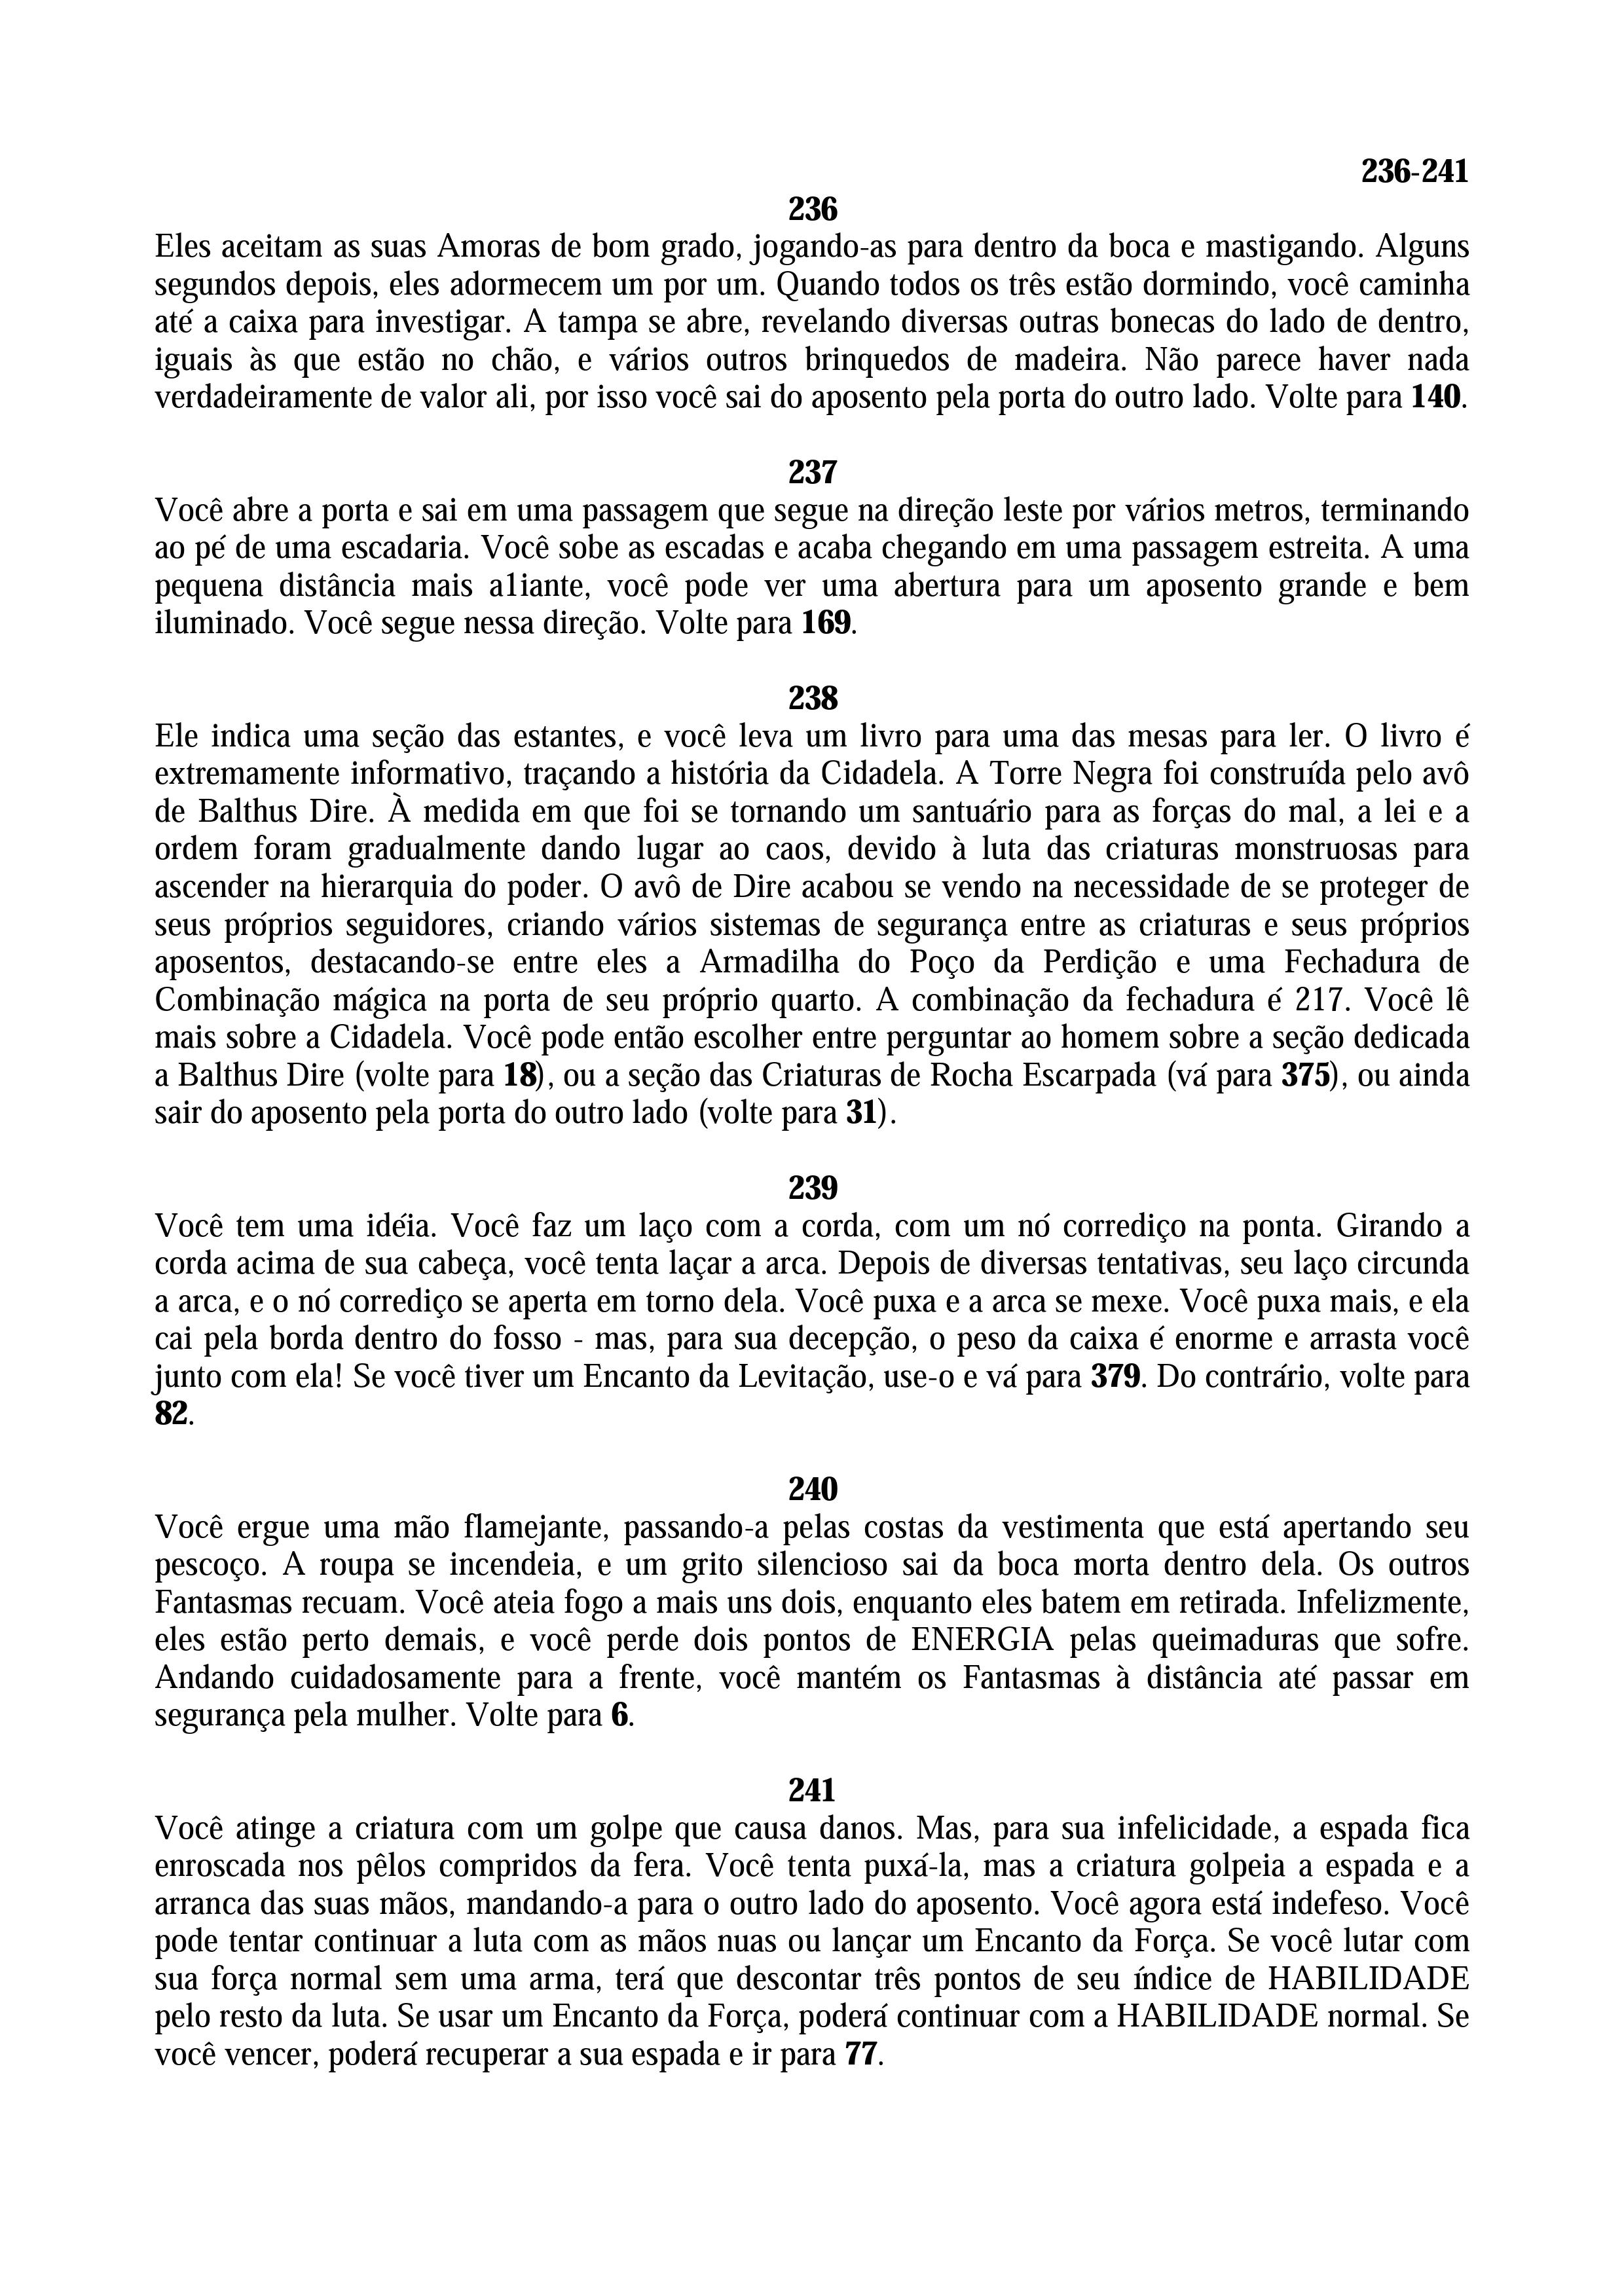 236-241
236
Eles aceitam as suas Amoras de bom grado, jogando-as para dentro da boca e mastigando. Alguns
segundos depois, eles adormecem um por um. Quando todos os três estão dormindo, você caminha
até a caixa para investigar. A tampa se abre, revelando diversas outras bonecas do lado de dentro,
iguais às que estão no chão, e vários outros brinquedos de madeira. Não parece haver nada
verdadeiramente de valor ali, por isso você sai do aposento pela porta do outro lado. Volte para 140.
237
Você abre a porta e sai em uma passagem que segue na direção leste por vários metros, terminando
ao pé de uma escadaria. Você sobe as escadas e acaba chegando em uma passagem estreita. A uma
pequena distância mais a1iante, você pode ver uma abertura para um aposento grande e bem
iluminado. Você segue nessa direção. Volte para 169.
238
Ele indica uma seção das estantes, e você leva um livro para uma das mesas para ler. O livro é
extremamente informativo, traçando a história da Cidadela. A Torre Negra foi construída pelo avô
de Balthus Dire. À medida em que foi se tornando um santuário para as forças do mal, a lei e a
ordem foram gradualmente dando lugar ao caos, devido à luta das criaturas monstruosas para
ascender na hierarquia do poder. O avô de Dire acabou se vendo na necessidade de se proteger de
seus próprios seguidores, criando vários sistemas de segurança entre as criaturas e seus próprios
aposentos, destacando-se entre eles a Armadilha do Poço da Perdição e uma Fechadura de
Combinação mágica na porta de seu próprio quarto. A combinação da fechadura é 217. Você lê
mais sobre a Cidadela. Você pode então escolher entre perguntar ao homem sobre a seção dedicada
a Balthus Dire (volte para 18), ou a seção das Criaturas de Rocha Escarpada (vá para 375), ou ainda
sair do aposento pela porta do outro lado (volte para 31).
239
Você tem uma idéia. Você faz um laço com a corda, com um nó corrediço na ponta. Girando a
corda acima de sua cabeça, você tenta laçar a arca. Depois de diversas tentativas, seu laço circunda
a arca, e o nó corrediço se aperta em torno dela. Você puxa e a arca se mexe. Você puxa mais, e ela
cai pela borda dentro do fosso - mas, para sua decepção, o peso da caixa é enorme e arrasta você
junto com ela! Se você tiver um Encanto da Levitação, use-o e vá para 379. Do contrário, volte para
82.
240
Você ergue uma mão flamejante, passando-a pelas costas da vestimenta que está apertando seu
pescoço. A roupa se incendeia, e um grito silencioso sai da boca morta dentro dela. Os outros
Fantasmas recuam. Você ateia fogo a mais uns dois, enquanto eles batem em retirada. Infelizmente,
eles estão perto demais, e você perde dois pontos de ENERGIA pelas queimaduras que sofre.
Andando cuidadosamente para a frente, você mantém os Fantasmas à distância até passar em
segurança pela mulher. Volte para 6.
241
Você atinge a criatura com um golpe que causa danos. Mas, para sua infelicidade, a espada fica
enroscada nos pêlos compridos da fera. Você tenta puxá-la, mas a criatura golpeia a espada e a
arranca das suas mãos, mandando-a para o outro lado do aposento. Você agora está indefeso. Você
pode tentar continuar a luta com as mãos nuas ou lançar um Encanto da Força. Se você lutar com
sua força normal sem uma arma, terá que descontar três pontos de seu índice de HABILIDADE
pelo resto da luta. Se usar um Encanto da Força, poderá continuar com a HABILIDADE normal. Se
você vencer, poderá recuperar a sua espada e ir para 77.